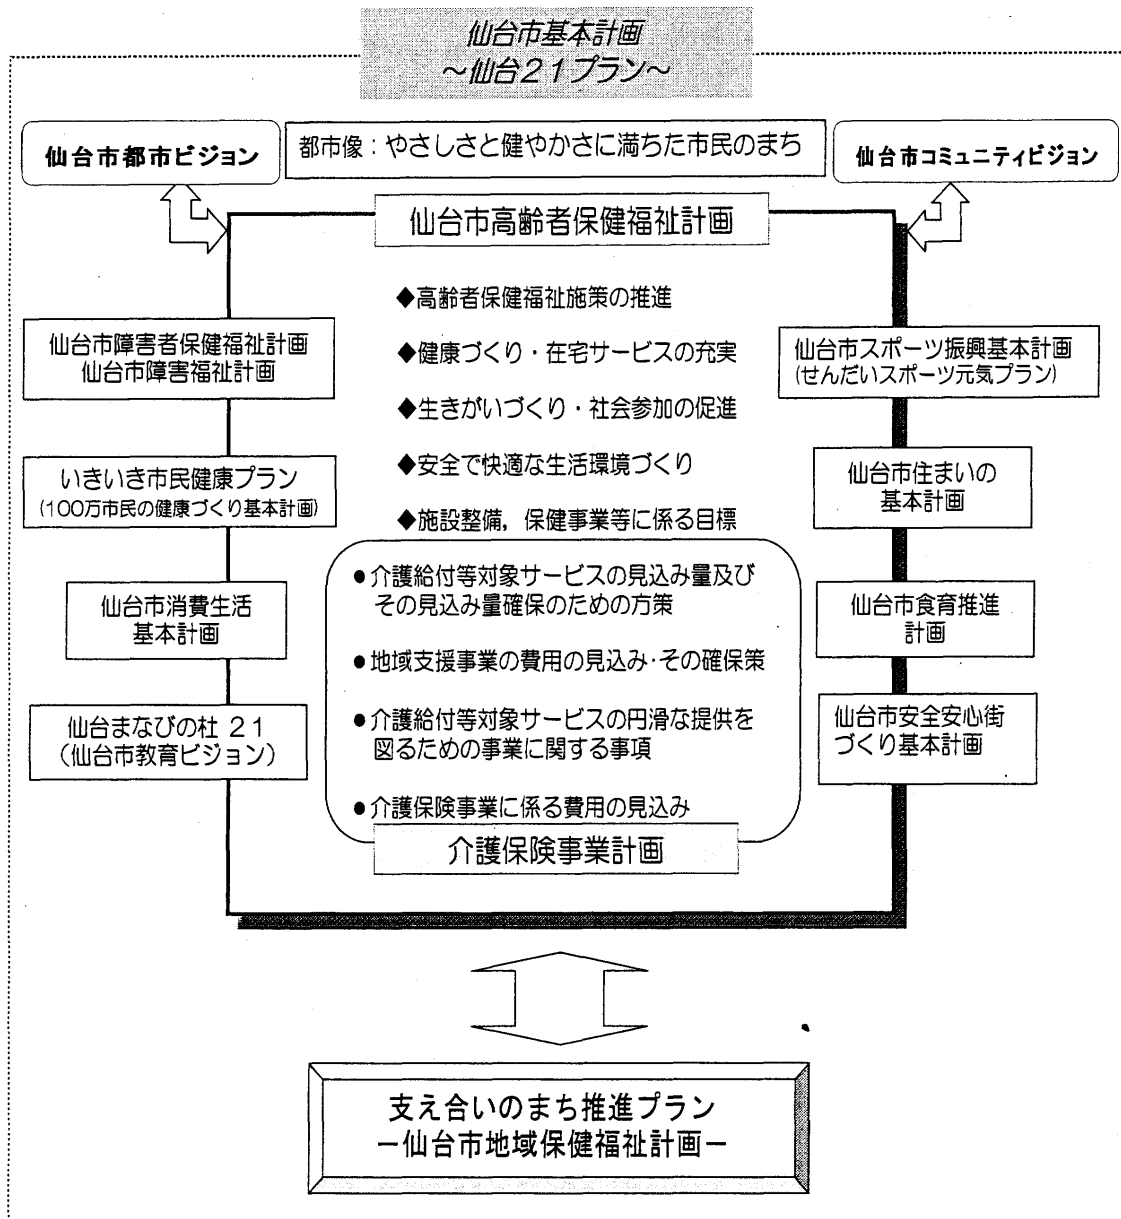 仙台市基本計画
～仙台21プラン～
仙台市都市ビジョン
都市像：やさしさと健やかさに満ちた市民のまち
仙台市コミュニティビジョン
仙台市高齢者保健福祉計画
◆高齢者保健福祉施策の推進
◆健康づくり・在宅サービスの充実
◆生きがいづくり・社会参加の促進
◆安全で快適な生活環境づくり
◆施設整備，保健事業等に係る目標
仙台市障害者保健福祉計画
仙台市障害福祉計画
いきいき市民健康プラン
(100万市民の健康づくり基本計画)
仙台市消費生活
基本計画
仙台まなびの杜 21
（仙台市教育ビジョン）
●介護給付等対象サービスの見込み量及び
その見込み量確保のための方策
●地域支援事業の費用の見込み・その確保策
●介護給付等対象サービスの円滑な提供を
図るための事業に関する事項
●介護保険事業に係る費用の見込み
介護保険事業計画
仙台市スポーツ振興基本計画
(せんだいスポーツ元気プラン)
仙台市住まいの
基本計画
仙台市食育推進
計画
仙台市安全安心街
づくり基本計画
支え合いのまち推進プラン
－仙台市地域保健福祉計画－